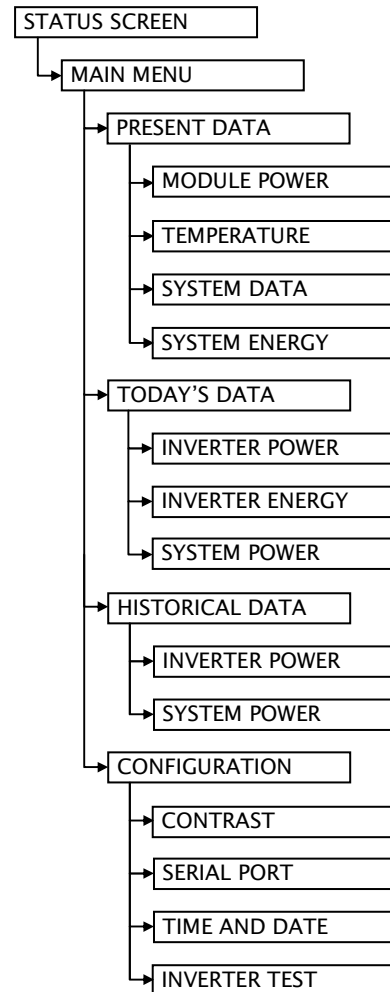 STATUS SCREEN
MAIN MENU
PRESENT DATA
MODULE POWER
TEMPERATURE
SYSTEM DATA
SYSTEM ENERGY
TODAY’S DATA
INVERTER POWER
INVERTER ENERGY
SYSTEM POWER
HISTORICAL DATA
INVERTER POWER
SYSTEM POWER
CONFIGURATION
CONTRAST
SERIAL PORT
TIME AND DATE
INVERTER TEST